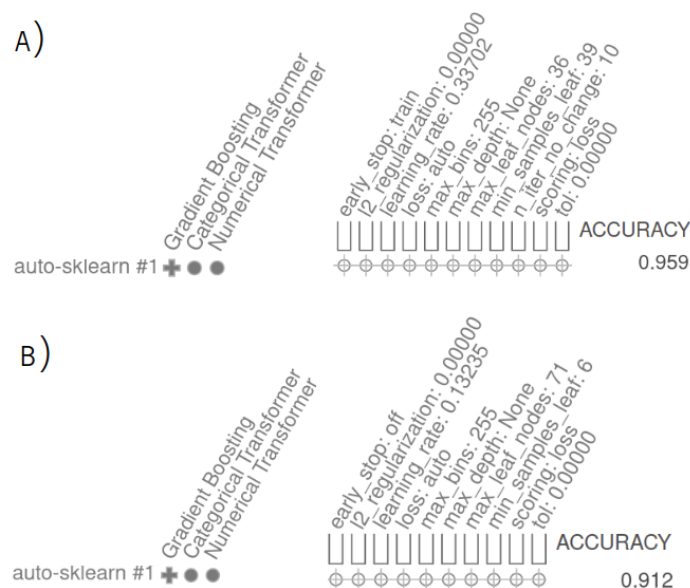 A)
Gradient Boosting
Categorical Transformer
Numerical Transformer
early_stop: train
l2_regularization: 0.00000
learning_rate: 0.33702
loss: auto
max_bins: 255
max_depth: None
max_leaf_nodes: 36
min_samples_leaf: 39
n_iter_no_change: 10
scoring: loss
tol: 0.00000
ACCURACY
auto-sklearn #1
0.959
B)
Gradient Boosting
Categorical Transformer
Numerical Transformer
early_stop: off
l2_regularization: 0.00000
learning_rate: 0.13235
loss: auto
max_bins: 255
max_depth: None
max_leaf_nodes: 71
min_samples_leaf: 6
scoring: loss
tol: 0.00000
ACCURACY
auto-sklearn #1
0.912